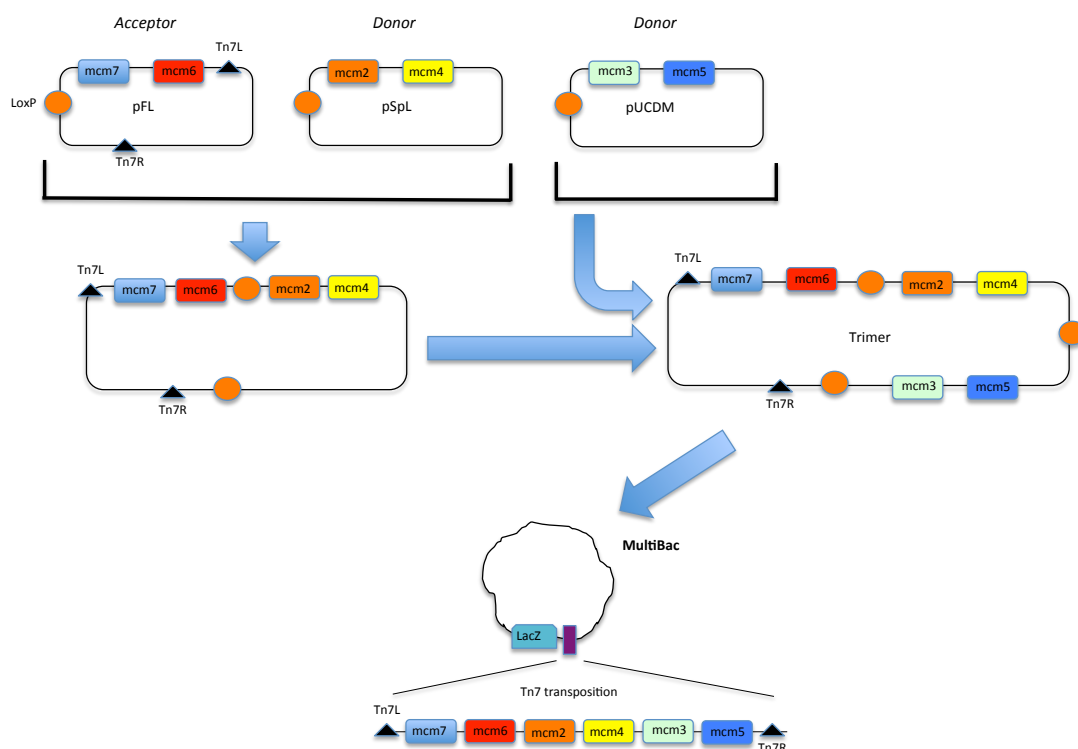 Acceptor
Donor
Donor
Tn7L
mcm7
mcm6
mcm2
mcm4
mcm3
mcm5
LoxP
pFL
pSpL
pUCDM
Tn7R
Tn7L
mcm7
mcm6
mcm2
mcm4
Tn7R
Tn7L
mcm7
mcm6
mcm2
mcm4
Trimer
mcm3
mcm5
Tn7R
MultiBac
LacZ
Tn7 transposition
Tn7L
mcm7
mcm6
mcm2
mcm4
mcm3
mcm5
Tn7R